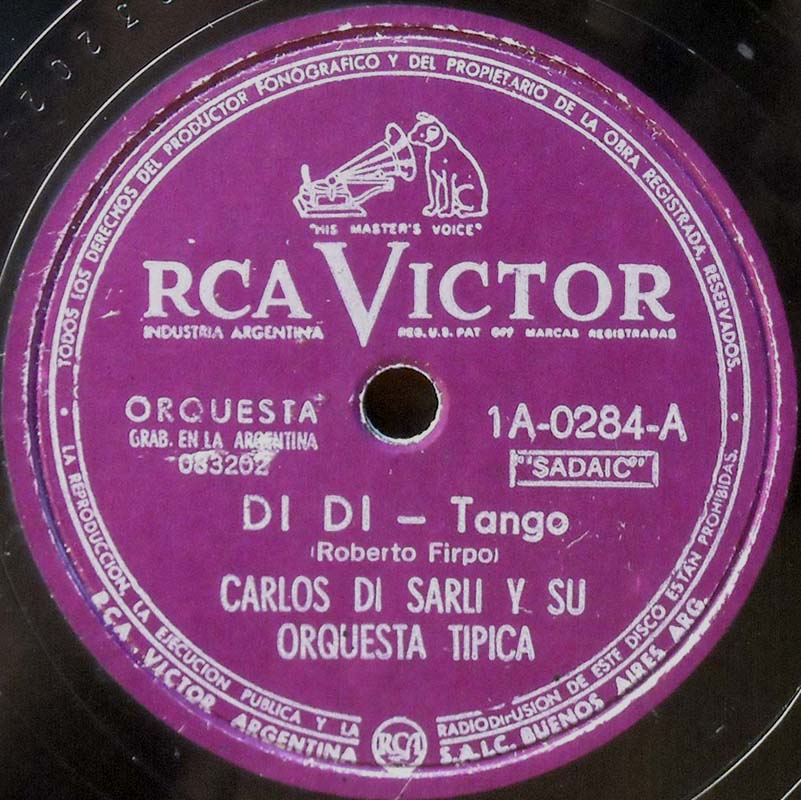 TODOS LOS DERECHOS DEL PRODUCTOR FONOGRAFICO Y DEL PROPIETARIO DE LA OBRA REGISTRADA, RESERVADOS.
"HIS MASTER'S VOICE"
RCA VICTOR
INDUSTRIA ARGENTINA REG. U.S. PAT OFF MARCAS REGISTRADAS
ORQUESTA
GRAB. EN LA ARGENTINA
083202
1A-0284-A
"SADAIC"
DI DI - Tango
(Roberto Firpo)
CARLOS DI SARLI Y SU
ORQUESTA TIPICA
LA REPRODUCCION, LA EJECUCION PUBLICA Y LA RADIODIFUSION DE ESTE DISCO ESTÁN PROHIBIDAS.
RCA VICTOR ARGENTINA RCA S.A.I.C. BUENOS AIRES ARG.